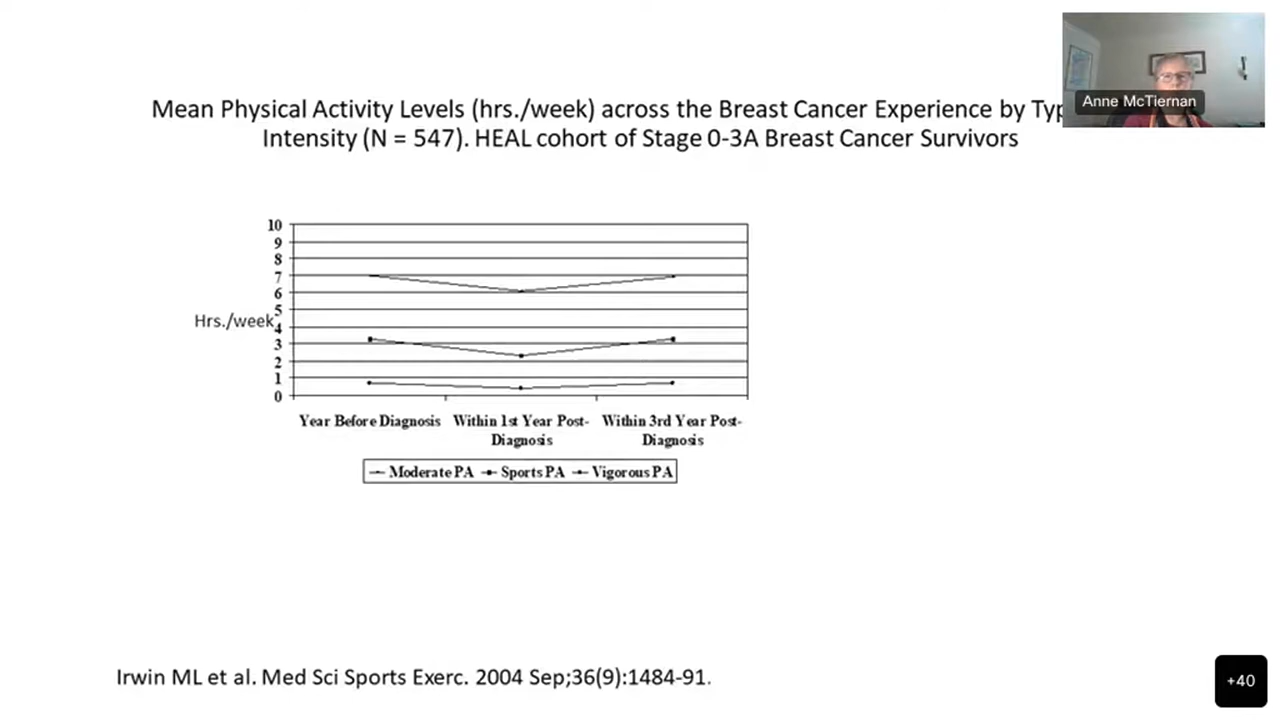 Anne McTiernan
Mean Physical Activity Levels (hrs./week) across the Breast Cancer Experience by
Intensity (N = 547). HEAL cohort of Stage 0-3A Breast Cancer Survivors
10
9
8
7
6
5
Hrs./week
4
3
2
1
0
Year Before Diagnosis Within 1st Year Post- Within 3rd Year Post-
Diagnosis Diagnosis
Moderate PA Sports PA Vigorous PA
Irwin ML et al. Med Sci Sports Exerc. 2004 Sep;36(9):1484-91.
+40